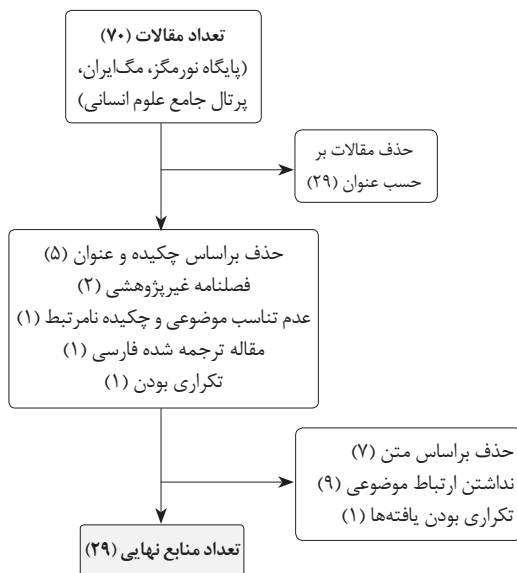 تعداد مقالات (۷۰)
(پایگاه نورمگز، مگ‌ایران،
پرتال جامع علوم انسانی)
حذف مقالات بر
حسب عنوان (۲۹)
حذف براساس چکیده و عنوان (۵)
فصلنامه غیرپژوهشی (۲)
عدم تناسب موضوعی و چکیده نامرتبط (۱)
مقاله ترجمه شده فارسی (۱)
تکراری بودن (۱)
حذف براساس متن (۷)
نداشتن ارتباط موضوعی (۹)
تکراری بودن یافته‌ها (۱)
تعداد منابع نهایی (۲۹)